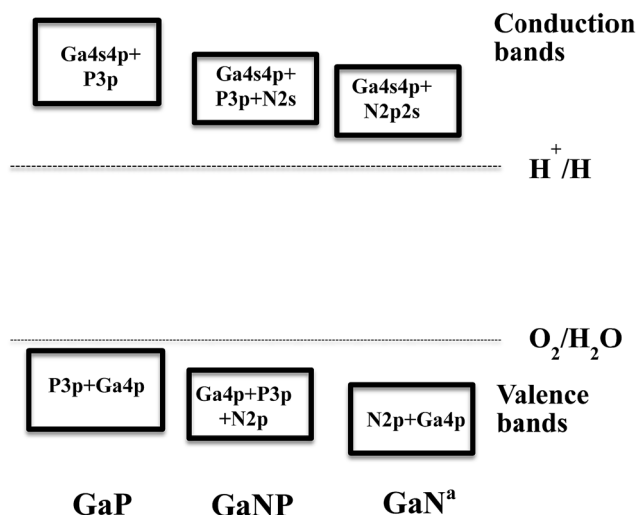 Conduction
bands
Ga4s4p+
P3p
Ga4s4p+
P3p+N2s
Ga4s4p+
N2p2s
H⁺/H
O₂/H₂O
P3p+Ga4p
Ga4p+P3p
+N2p
N2p+Ga4p
Valence
bands
GaP
GaNP
GaNᵃ